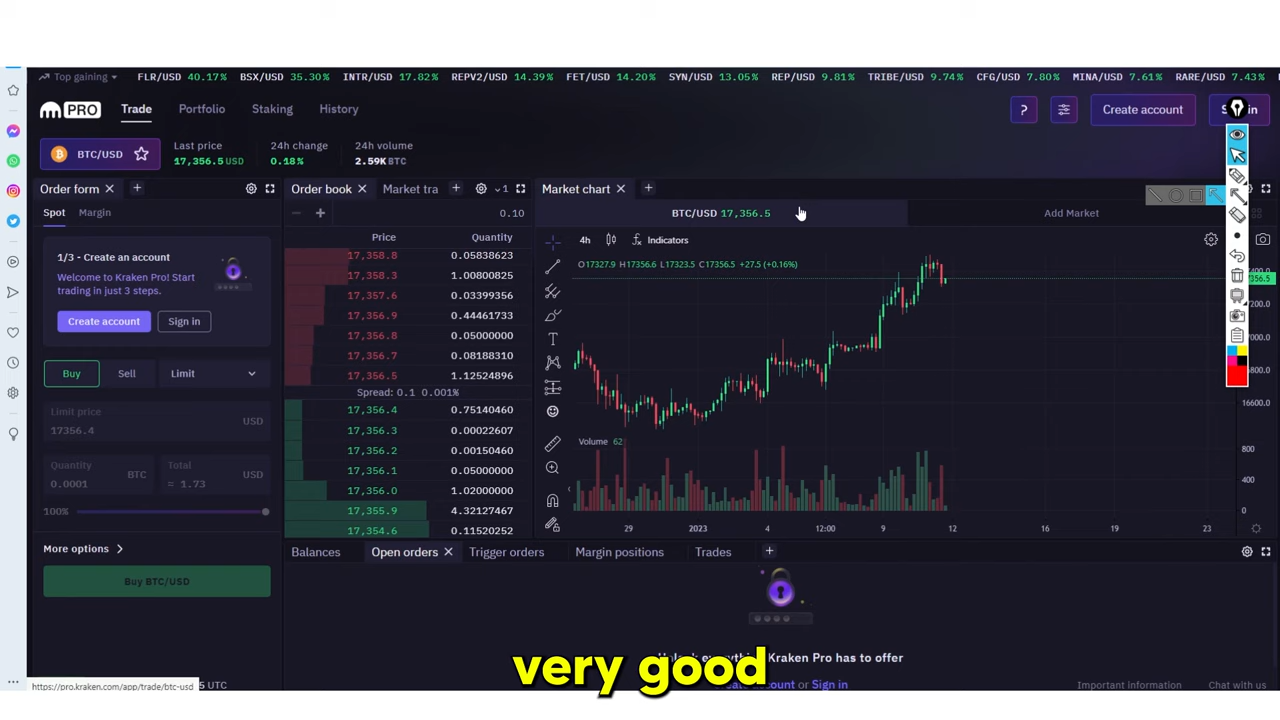 Top gaining FLR/USD 40.17% BSX/USD 35.30% INTR/USD 17.82% REPV2/USD 14.39% FET/USD 14.20% SYN/USD 13.05% REP/USD 9.81% TRIBE/USD 9.74% CFG/USD 7.80% MINA/USD 7.61% RARE/USD 7.43%
PRO Trade Portfolio Staking History ? Create account
BTC/USD
Last price 24h change 24h volume
17,356.5 USD 0.18% 2.59K BTC
Order form
Spot Margin
1/3 - Create an account
Welcome to Kraken Pro! Start
trading in just 3 steps.
Create account Sign in
Buy Sell Limit
Limit price
17356.4 USD
Quantity
0.0001 BTC
Total
≈ 1.73 USD
100%
More options
Buy BTC/USD
Order book Market tra 1
0.10
Price Quantity
17,358.8 0.05838623
17,358.3 1.00800825
17,357.6 0.03399356
17,356.9 0.44461733
17,356.8 0.05000000
17,356.7 0.08188310
17,356.5 1.12524896
Spread: 0.1 0.001%
17,356.4 0.75140460
17,356.3 0.00022607
17,356.2 0.00158450
17,356.1 0.05000000
17,356.0 1.02000000
17,355.9 4.32127467
17,354.6 0.11520252
Market chart
BTC/USD 17,356.5 Add Market
4h Indicators
O17327.9 H17356.6 L17323.5 C17356.5 +27.5 (+0.16%)
16600.0
Volume 62
800
400
0
29 2023 4 12:00 9 12 16 19 23
Balances Open orders Trigger orders Margin positions Trades
Kraken Pro has to offer
Sign in
very good
https://pro.kraken.com/app/trade/btc-usd UTC
Important information Chat with us